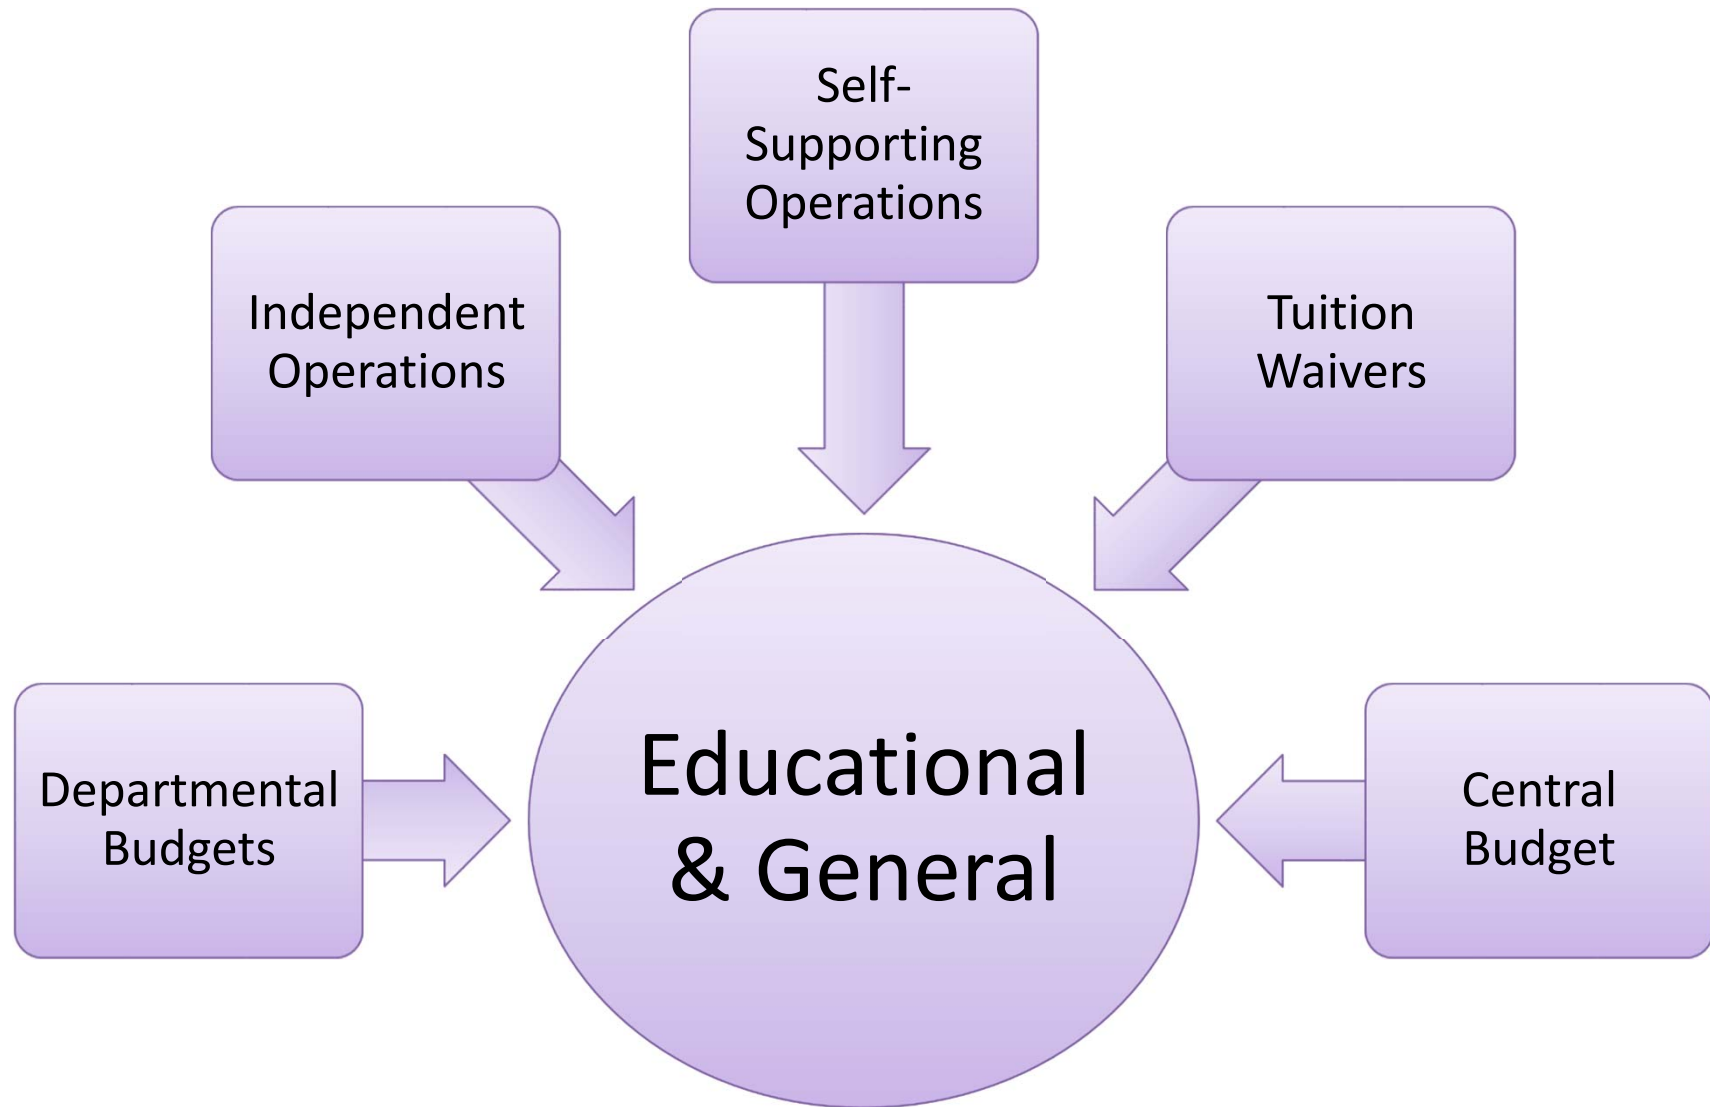 Self-
Supporting
Operations
Independent
Operations
Tuition
Waivers
Departmental
Budgets
Educational
& General
Central
Budget